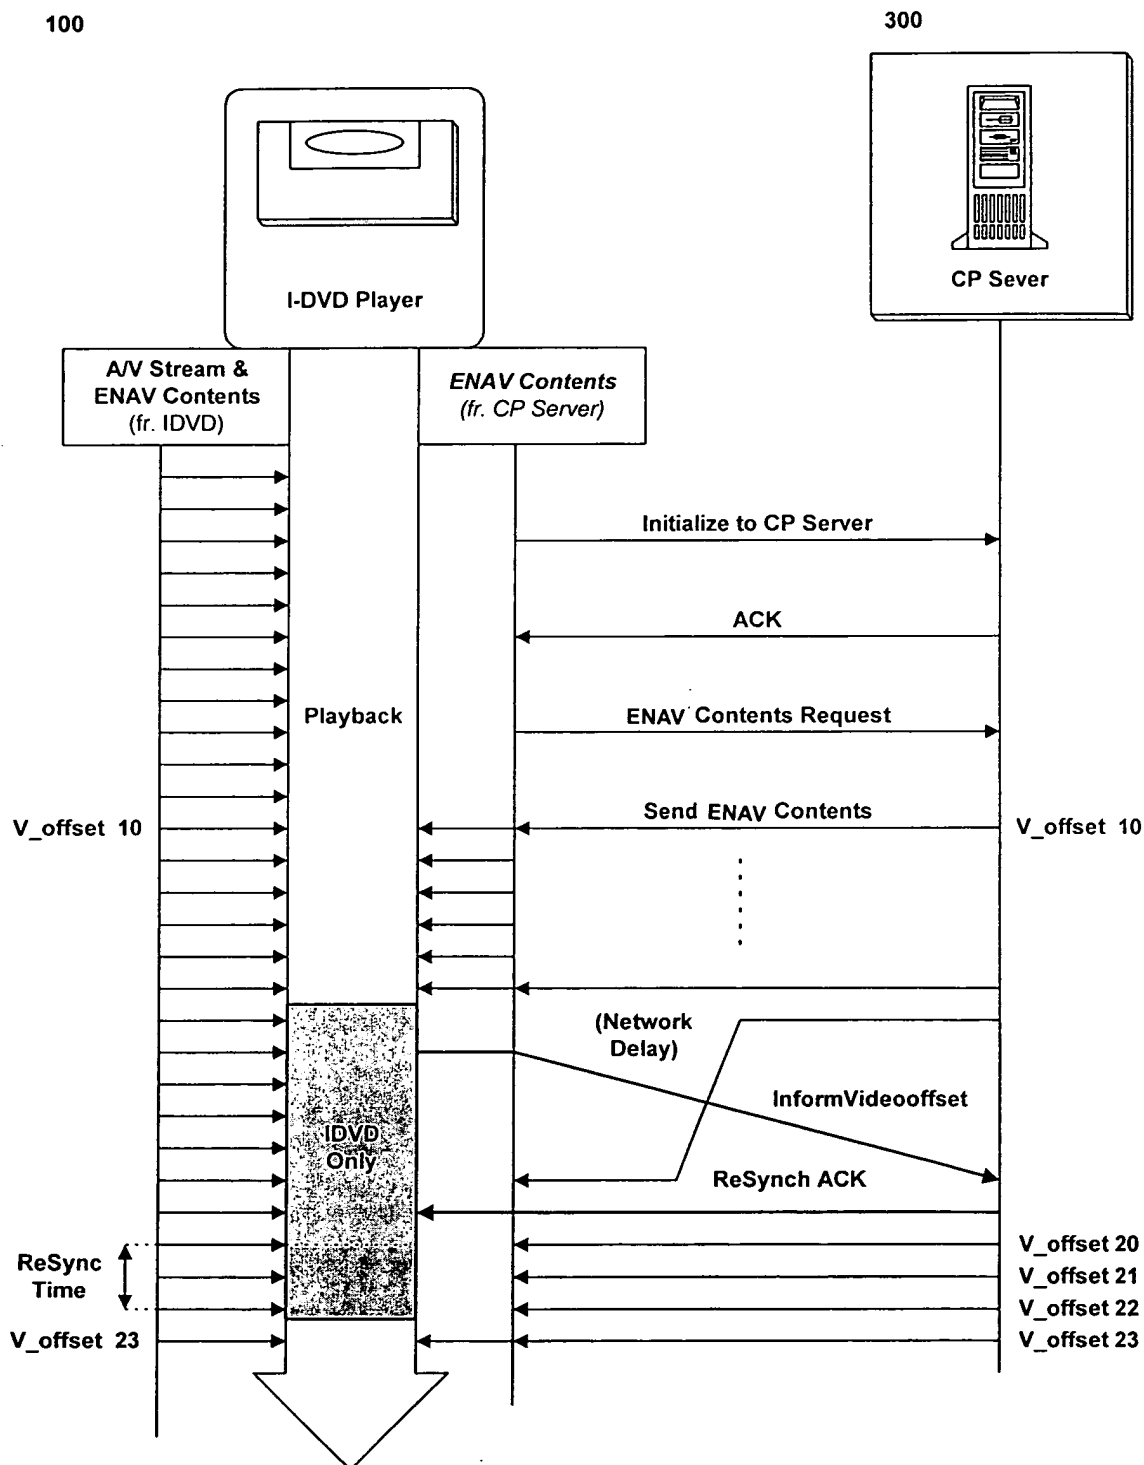 100
300
I-DVD Player
CP Sever
A/V Stream &
ENAV Contents
(fr. IDVD)
ENAV Contents
(fr. CP Server)
Initialize to CP Server
ACK
Playback
ENAV Contents Request
V_offset 10
Send ENAV Contents
V_offset 10
(Network
Delay)
InformVideooffset
IDVD
Only
ReSynch ACK
ReSync
Time
V_offset 20
V_offset 21
V_offset 22
V_offset 23
V_offset 23